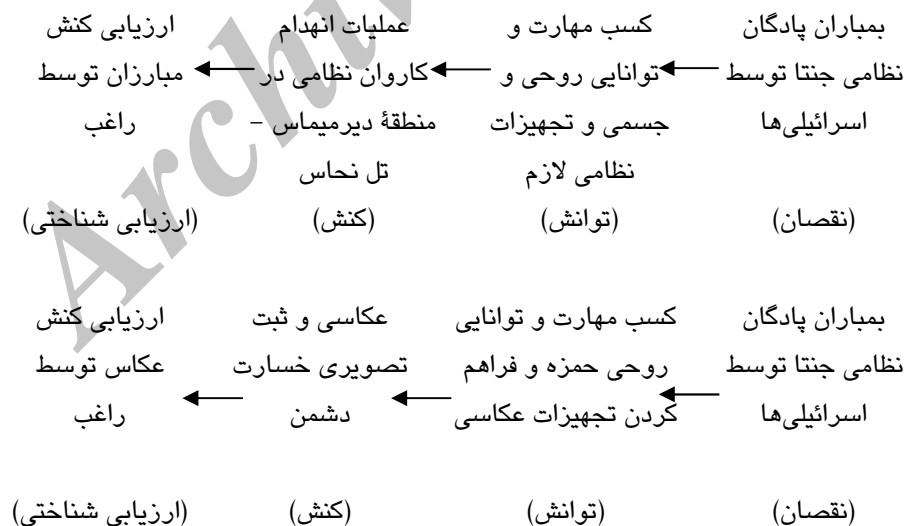 بمباران پادگان کسب مهارت و عملیات انهدام ارزیابی کنش
نظامی جنتا توسط توانایی روحی و کاروان نظامی در مبارزان توسط
اسرائیلی‌ها جسمی و تجهیزات منطقهٔ دیرمیماس – راغب
نظامی لازم تل نحاس
(نقصان) (توانش) (کنش) (ارزیابی شناختی)
بمباران پادگان کسب مهارت و توانایی عکاسی و ثبت ارزیابی کنش
نظامی جنتا توسط روحی حمزه و فراهم تصویری خسارت عکاس توسط
اسرائیلی‌ها کردن تجهیزات عکاسی دشمن راغب
(نقصان) (توانش) (کنش) (ارزیابی شناختی)